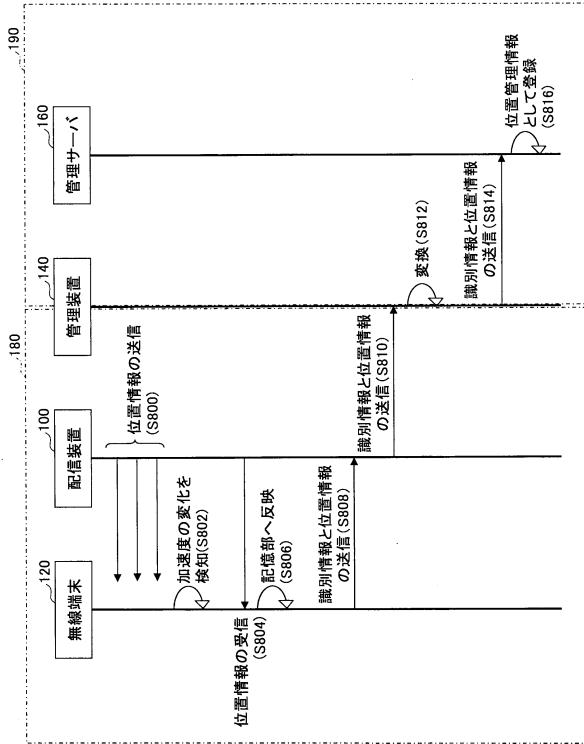 180
190
120
無線端末
100
配信装置
140
管理装置
160
管理サーバ
位置情報の送信
(S800)
加速度の変化を
検知(S802)
位置情報の受信
(S804)
記憶部へ反映
(S806)
識別情報と位置情報
の送信(S808)
識別情報と位置情報
の送信(S810)
変換(S812)
識別情報と位置情報
の送信(S814)
位置管理情報
として登録
(S816)